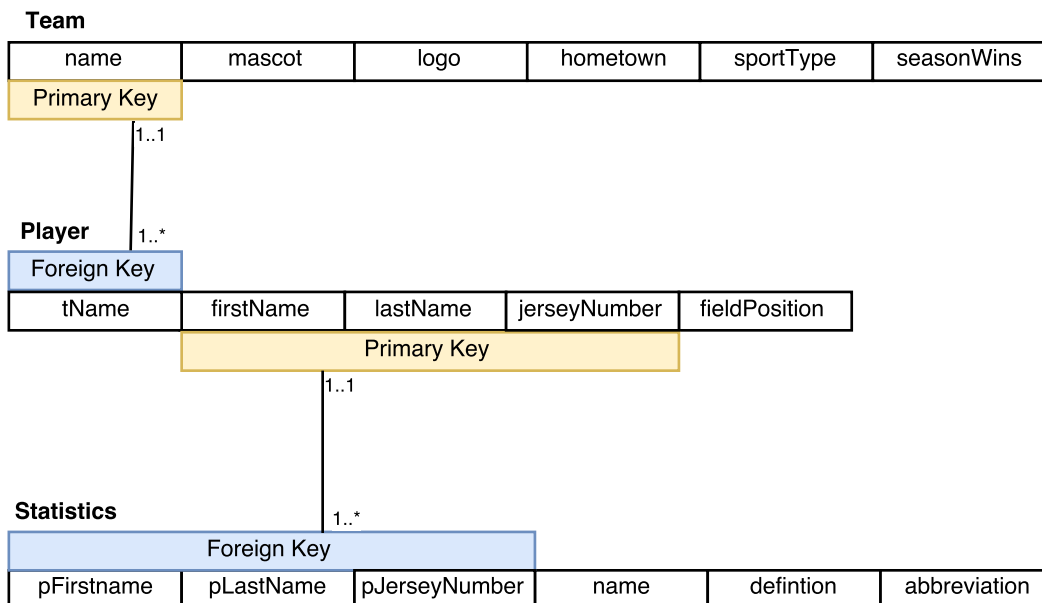 Team
name mascot logo hometown sportType seasonWins
Primary Key
1..1
Player
1..*
Foreign Key
tName firstName lastName jerseyNumber fieldPosition
Primary Key
1..1
Statistics
1..*
Foreign Key
pFirstname pLastName pJerseyNumber name defintion abbreviation